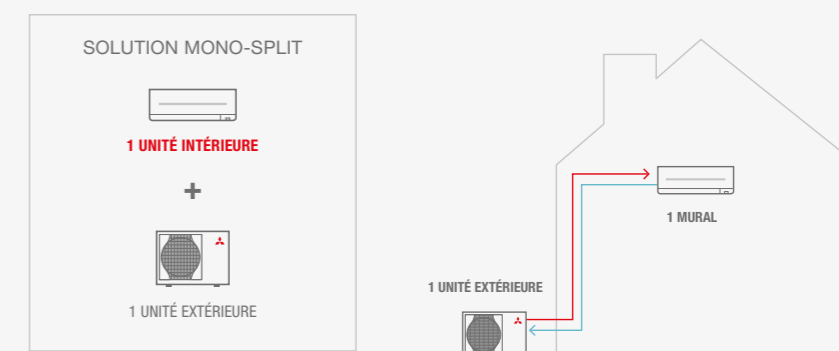 SOLUTION MONO-SPLIT
1 UNITÉ INTÉRIEURE
+
1 UNITÉ EXTÉRIEURE
1 MURAL
1 UNITÉ EXTÉRIEURE